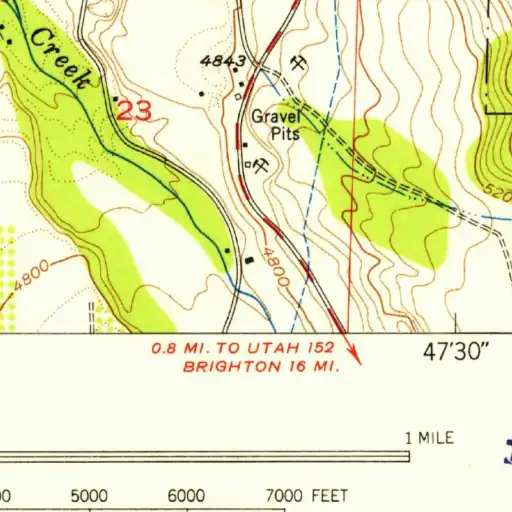 Creek
4843
23
Gravel
Pits
520
4800
4800
0.8 MI. TO UTAH 152
BRIGHTON 16 MI.
47'30"
1 MILE
00
5000
6000
7000 FEET